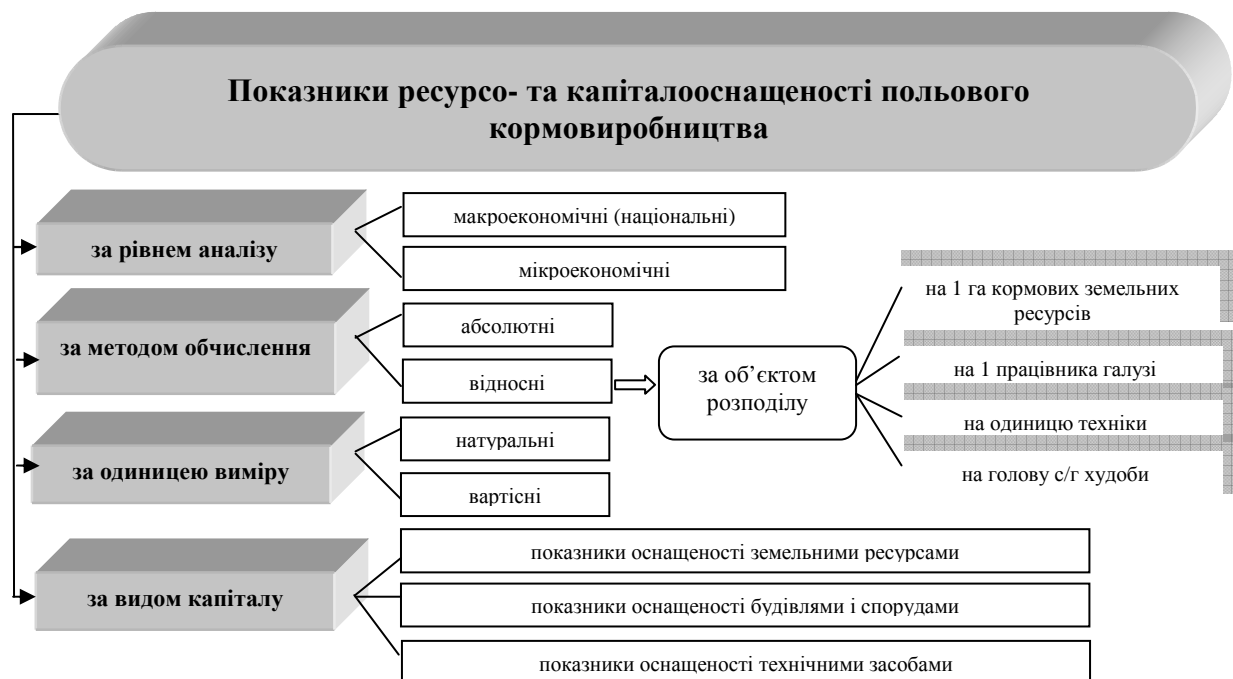 Показники ресурсо- та капіталооснащеності польового
кормовиробництва
за рівнем аналізу
макроекономічні (національні)
мікроекономічні
за методом обчислення
абсолютні
відносні
за об’єктом
розподілу
на 1 га кормових земельних
ресурсів
на 1 працівника галузі
на одиницю техніки
на голову с/г худоби
за одиницею виміру
натуральні
вартісні
за видом капіталу
показники оснащеності земельними ресурсами
показники оснащеності будівлями і спорудами
показники оснащеності технічними засобами